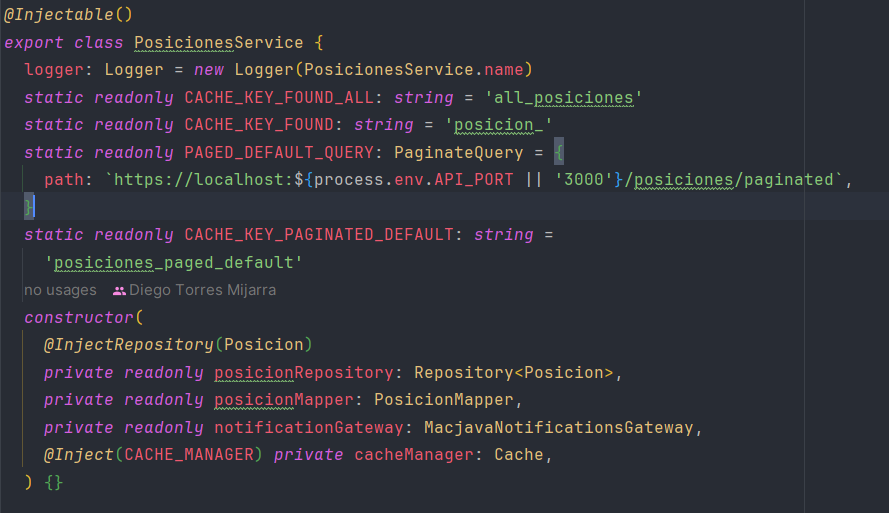 @Injectable()
export class PosicionesService {
  logger: Logger = new Logger(PosicionesService.name)
  static readonly CACHE_KEY_FOUND_ALL: string = 'all_posiciones'
  static readonly CACHE_KEY_FOUND: string = 'posicion_'
  static readonly PAGED_DEFAULT_QUERY: PaginateQuery = {
    path: `https://localhost:${process.env.API_PORT || '3000'}/posiciones/paginated`,
  }
  static readonly CACHE_KEY_PAGINATED_DEFAULT: string =
    'posiciones_paged_default'
  no usages Diego Torres Mijarra
  constructor(
    @InjectRepository(Posicion)
    private readonly posicionRepository: Repository<Posicion>,
    private readonly posicionMapper: PosicionMapper,
    private readonly notificationGateway: MacjavaNotificationsGateway,
    @Inject(CACHE_MANAGER) private cacheManager: Cache,
  ) {}